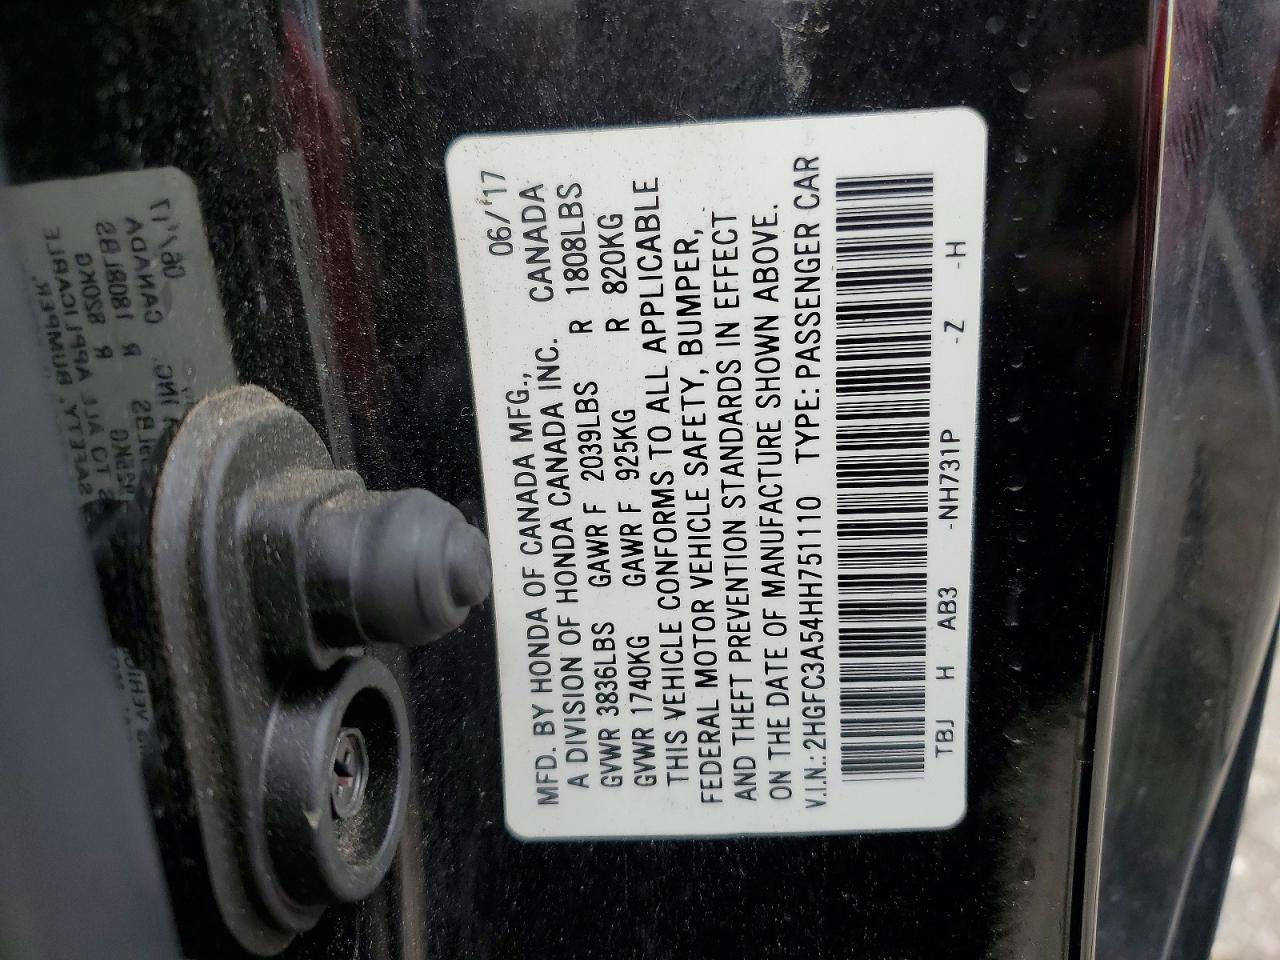 06/'17
MFD. BY HONDA OF CANADA MFG.,
A DIVISION OF HONDA CANADA INC. CANADA
GVWR 3836LBS GAWR F 2039LBS R 1808LBS
GVWR 1740KG GAWR F 925KG R 820KG
THIS VEHICLE CONFORMS TO ALL APPLICABLE
FEDERAL MOTOR VEHICLE SAFETY, BUMPER,
AND THEFT PREVENTION STANDARDS IN EFFECT
ON THE DATE OF MANUFACTURE SHOWN ABOVE.
V.I.N.: 2HGFC3A54HH751110 TYPE: PASSENGER CAR
TBJ H AB3 -NH731P -Z -H